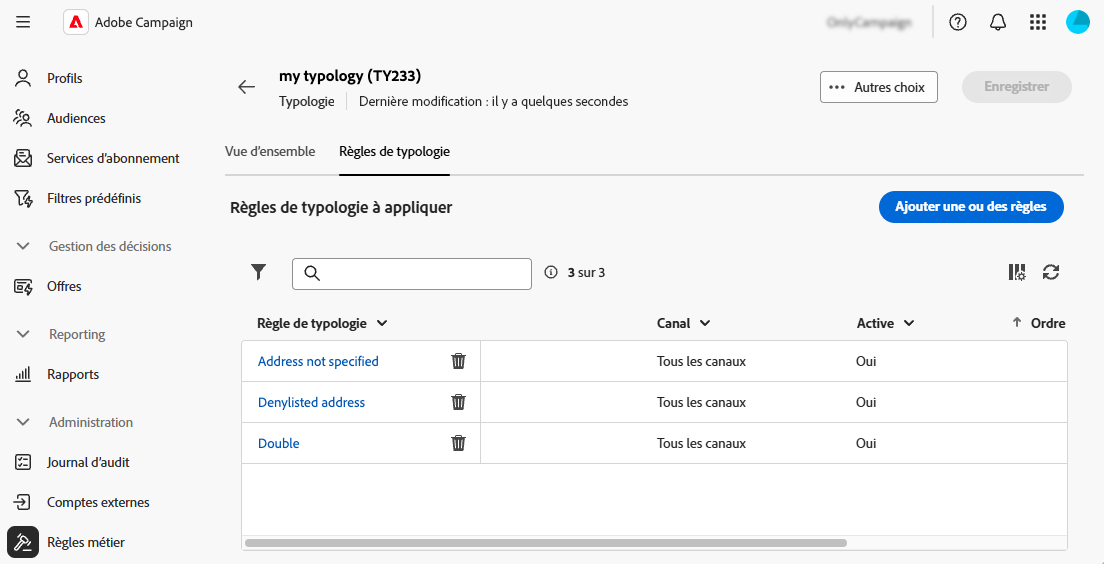 Adobe Campaign
Profils
Audiences
Services d'abonnement
Filtres prédéfinis
Gestion des décisions
Offres
Reporting
Rapports
Administration
Journal d'audit
Comptes externes
Règles métier
my typology (TY233)
Typologie
Dernière modification : il y a quelques secondes
Autres choix
Enregistrer
Vue d'ensemble
Règles de typologie
Règles de typologie à appliquer
Ajouter une ou des règles
3 sur 3
Règle de typologie Canal Active Ordre
Address not specified Tous les canaux Oui
Denylisted address Tous les canaux Oui
Double Tous les canaux Oui